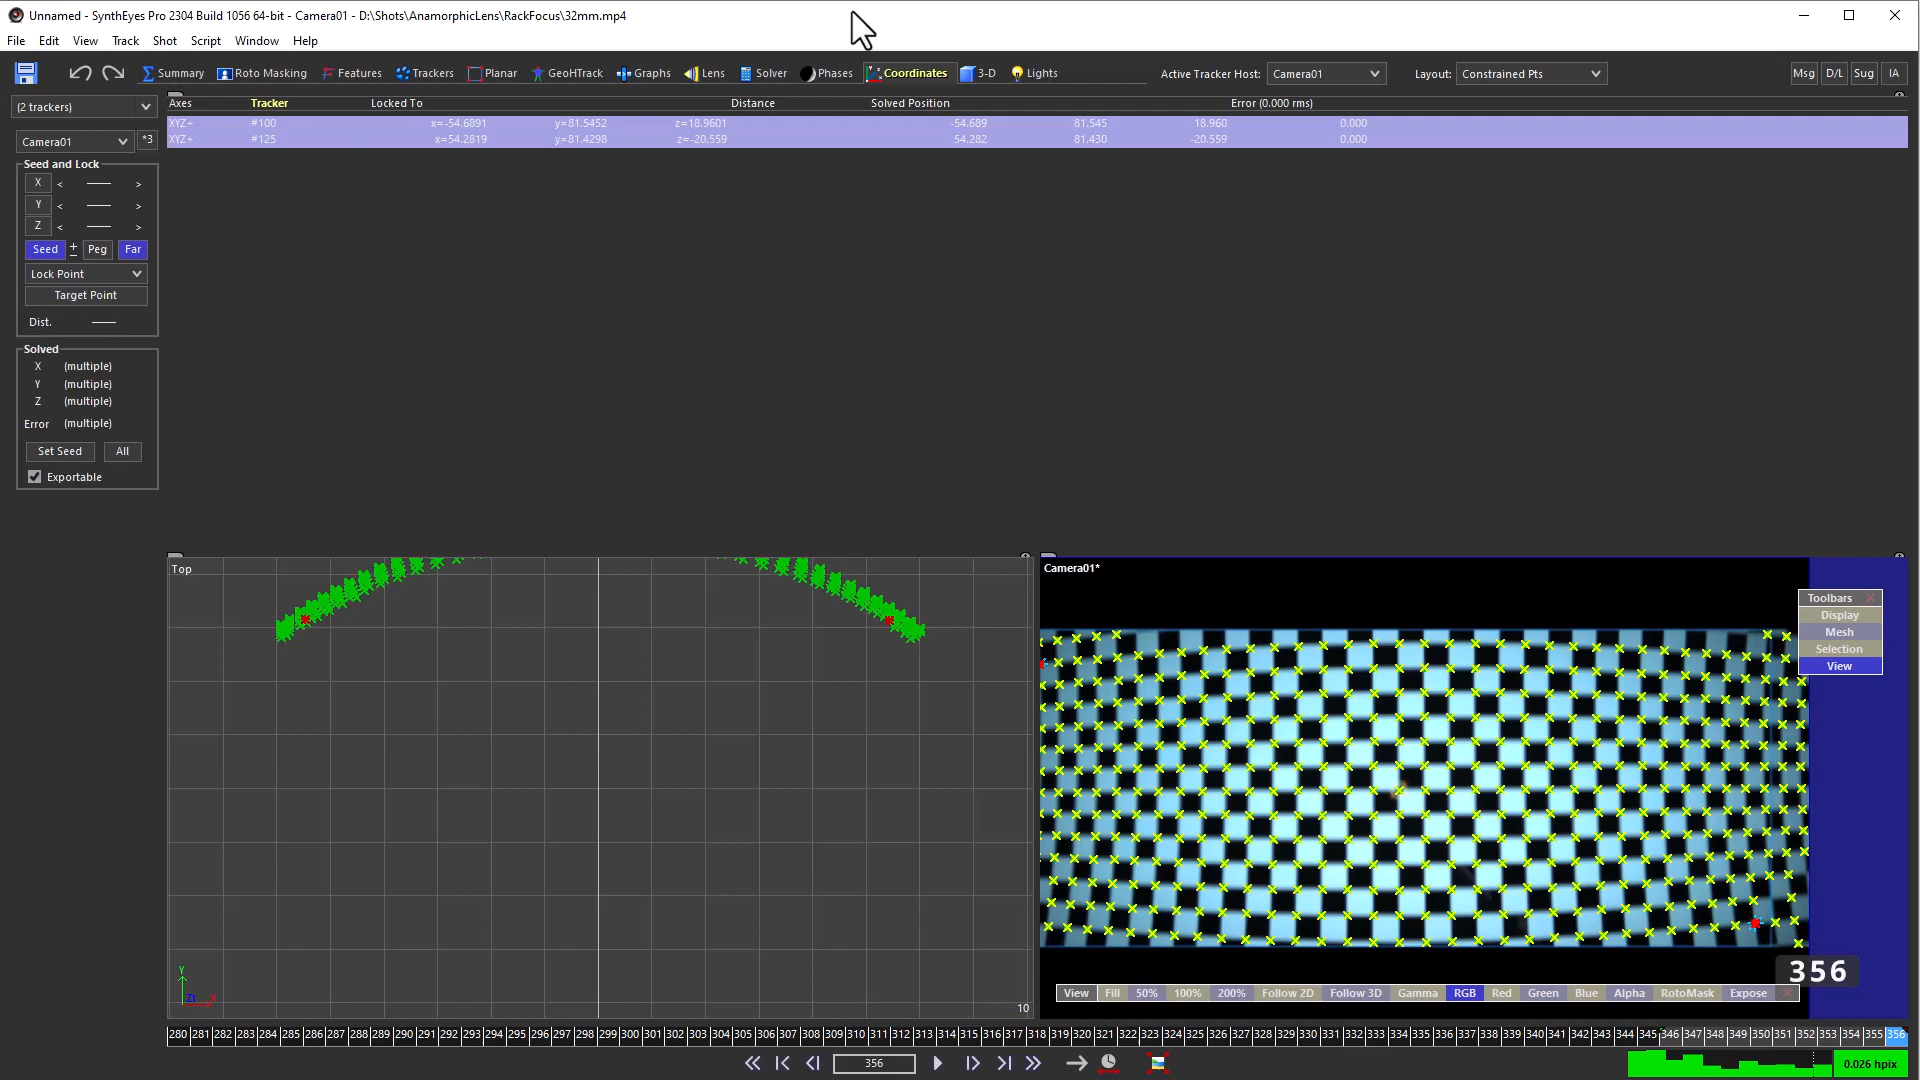 Unnamed - SynthEyes Pro 2304 Build 1056 64-bit - Camera01 - D:\Shots\AnamorphicLens\RackFocus\32mm.mp4
File Edit View Track Shot Script Window Help
Summary Roto Masking Features Trackers Planar GeoHTrack Graphs Lens Solver Phases Coordinates 3-D Lights Active Tracker Host: Camera01 Layout: Constrained Pts Msg D/L Sug IA
(2 trackers) Axes Tracker Locked To Distance Solved Position Error (0.000 rms)
XYZ+ #100 x=-54.6891 y=81.5452 z=18.9601 -54.689 81.545 18.960 0.000
XYZ+ #125 x=54.2819 y=81.4298 z=-20.559 54.282 81.430 -20.559 0.000
Camera01 *3
Seed and Lock
X < >
Y < >
Z < >
Seed + Peg Far
Lock Point
Target Point
Dist.
Solved
X (multiple)
Y (multiple)
Z (multiple)
Error (multiple)
Set Seed All
Exportable
Top
Y
X
10
Camera01*
Toolbars
Display
Mesh
Selection
View
356
View Fill 50% 100% 200% Follow 2D Follow 3D Gamma RGB Red Green Blue Alpha RotoMask Expose
280 281 282 283 284 285 286 287 288 289 290 291 292 293 294 295 296 297 298 299 300 301 302 303 304 305 306 307 308 309 310 311 312 313 314 315 316 317 318 319 320 321 322 323 324 325 326 327 328 329 330 331 332 333 334 335 336 337 338 339 340 341 342 343 344 345 346 347 348 349 350 351 352 353 354 355 356
356
0.026 hpix